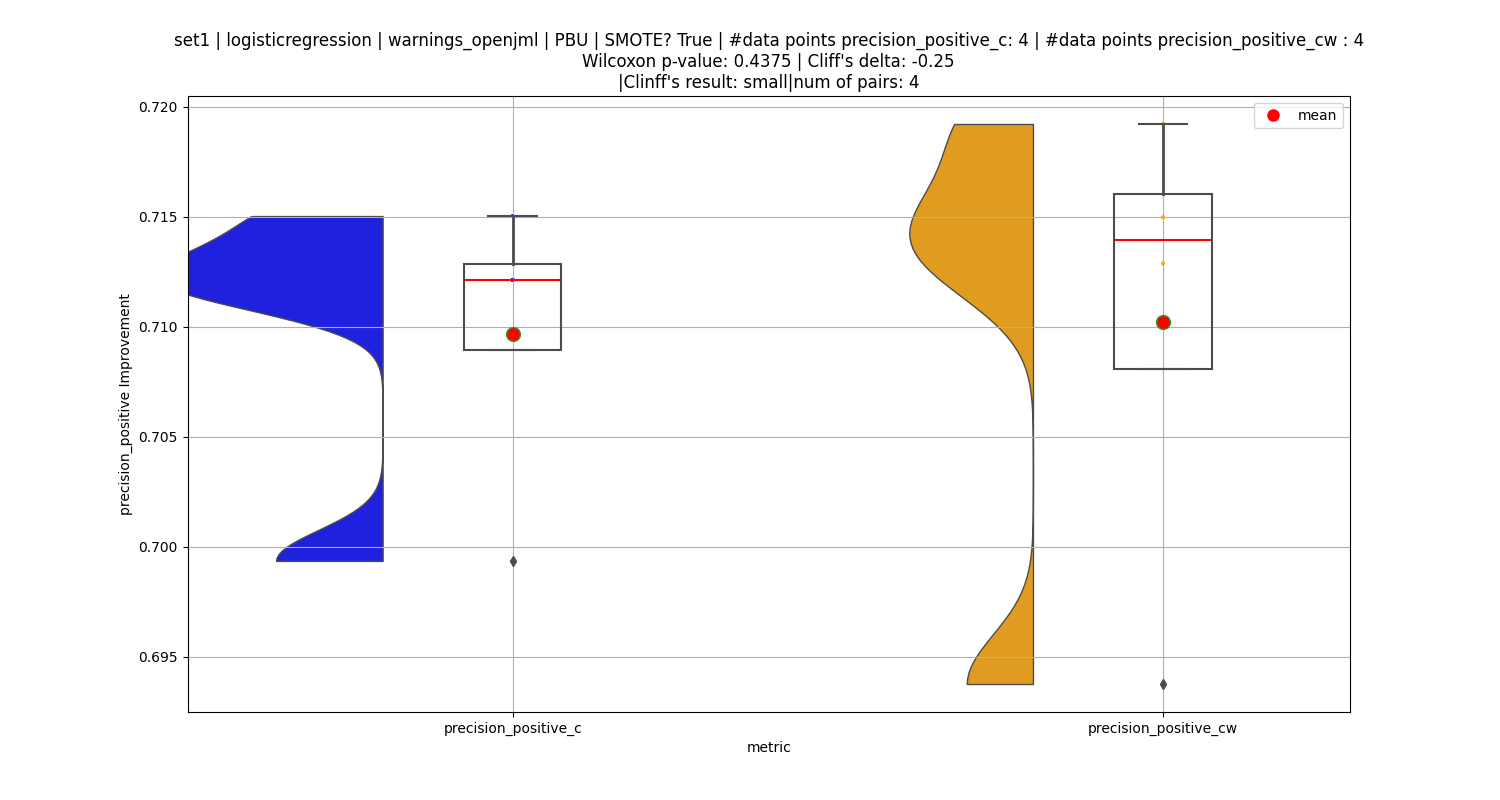 set1 | logisticregression | warnings_openjml | PBU | SMOTE? True | #data points precision_positive_c: 4 | #data points precision_positive_cw : 4
Wilcoxon p-value: 0.4375 | Cliff's delta: -0.25
|Clinff's result: small|num of pairs: 4
mean
0.720
0.715
0.710
0.705
0.700
0.695
precision_positive Improvement
precision_positive_c
precision_positive_cw
metric